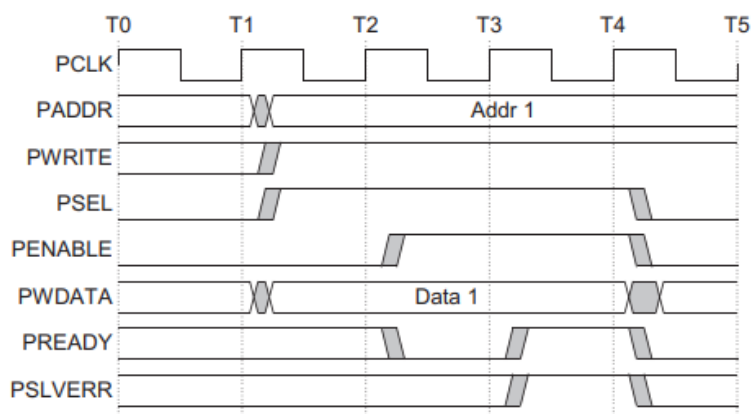 T0 T1 T2 T3 T4 T5
PCLK
PADDR Addr 1
PWRITE
PSEL
PENABLE
PWDATA Data 1
PREADY
PSLVERR